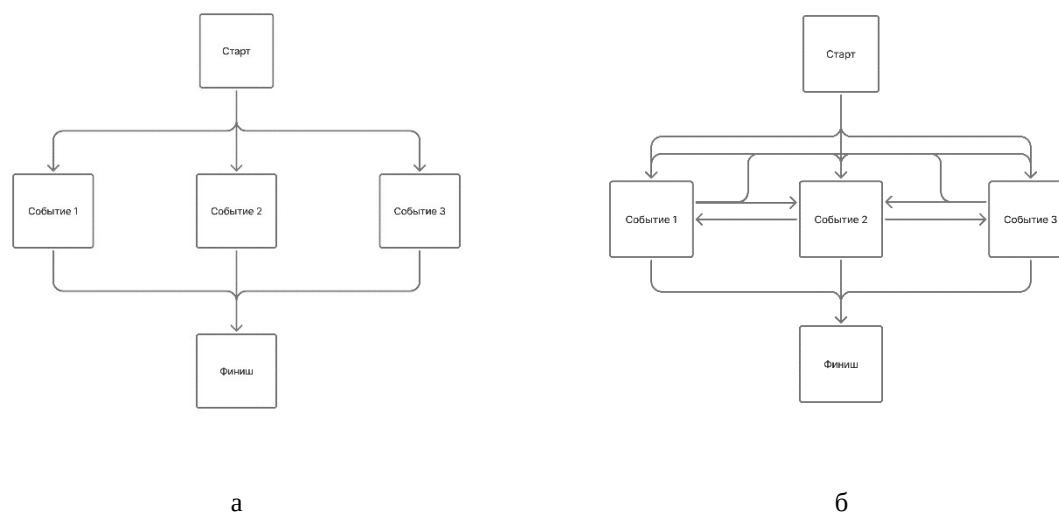 Старт
Событие 1
Событие 2
Событие 3
Финиш
а
Старт
Событие 1
Событие 2
Событие 3
Финиш
б